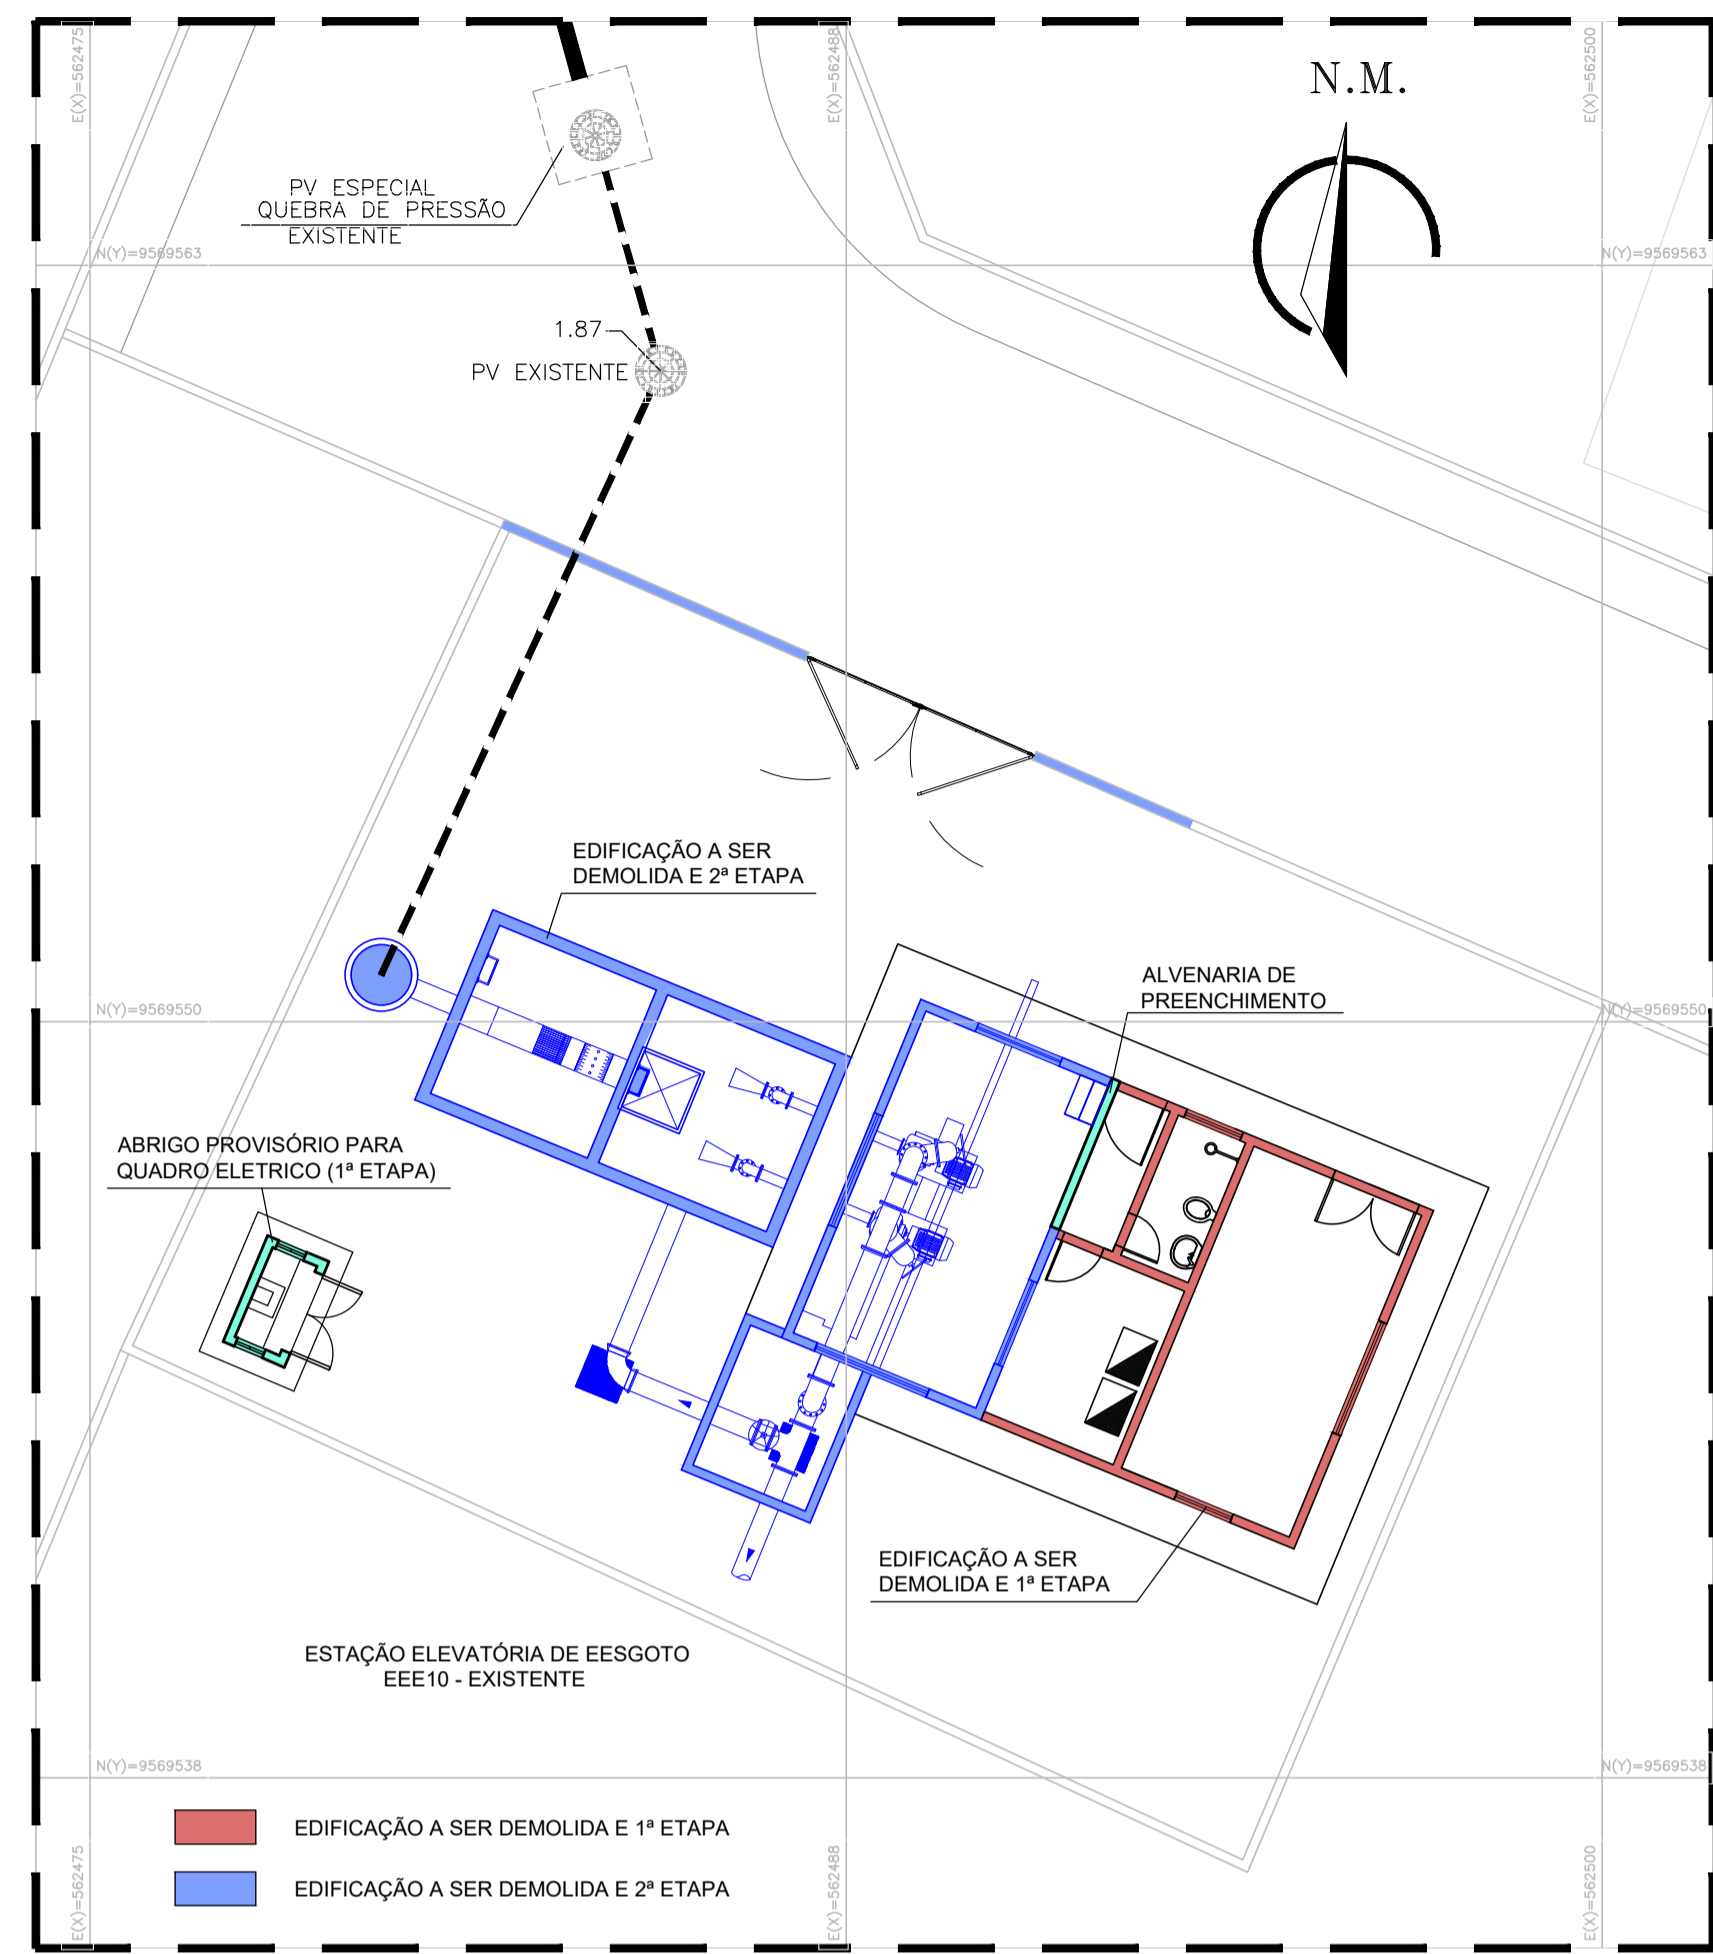 E(X)=562475
E(X)=562488
E(X)=562500
N.M.
PV ESPECIAL
QUEBRA DE PRESSÃO
EXISTENTE
N(Y)=9569563
N(Y)=9569563
1.87
PV EXISTENTE
EDIFICAÇÃO A SER
DEMOLIDA E 2ª ETAPA
ALVENARIA DE
PREENCHIMENTO
N(Y)=9569550
N(Y)=9569550
ABRIGO PROVISÓRIO PARA
QUADRO ELETRICO (1ª ETAPA)
EDIFICAÇÃO A SER
DEMOLIDA E 1ª ETAPA
ESTAÇÃO ELEVATÓRIA DE EESGOTO
EEE10 - EXISTENTE
N(Y)=9569538
N(Y)=9569538
EDIFICAÇÃO A SER DEMOLIDA E 1ª ETAPA
EDIFICAÇÃO A SER DEMOLIDA E 2ª ETAPA
E(X)=562475
E(X)=562488
E(X)=562500